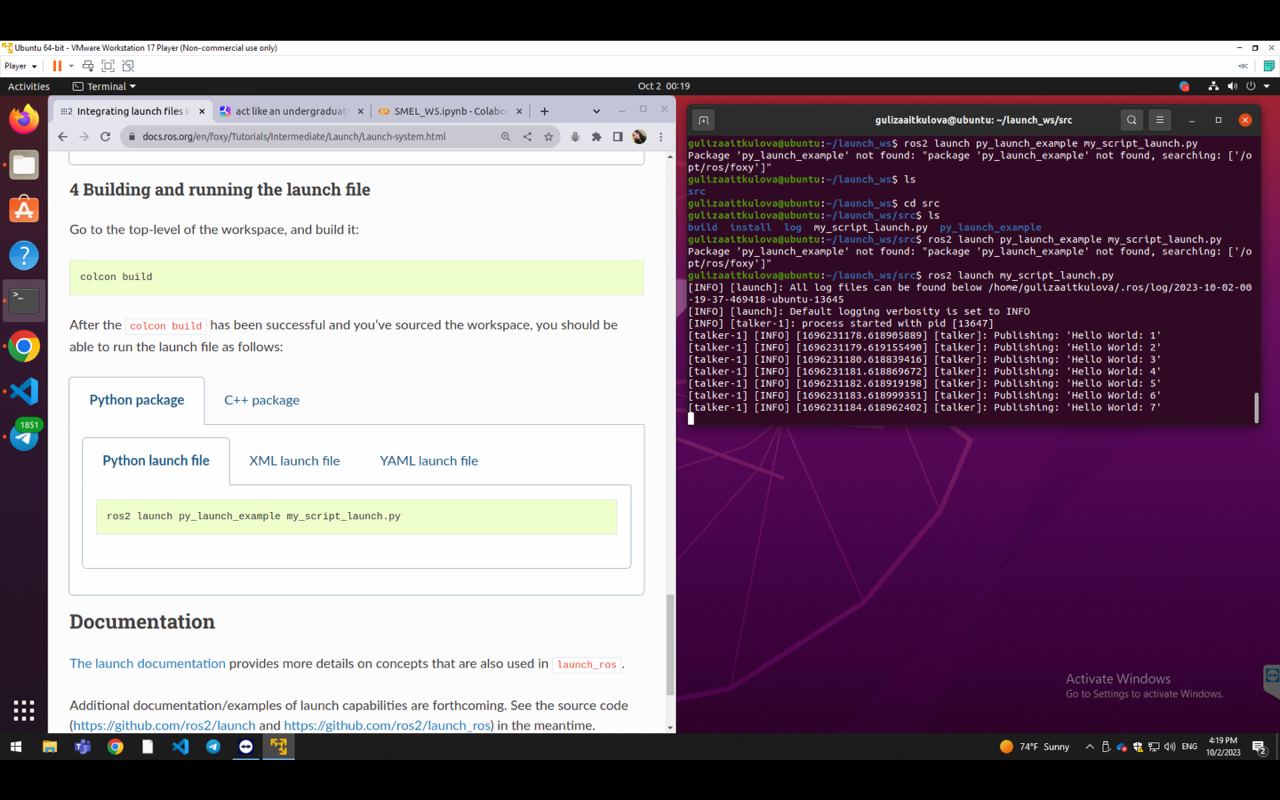 Ubuntu 64-bit - VMware Workstation 17 Player (Non-commercial use only)
Player
Activities
Terminal
Oct 2 00:19
Integrating launch files i
act like an undergraduat
SMEL_W5.ipynb - Colabo
docs.ros.org/en/foxy/Tutorials/Intermediate/Launch/Launch-system.html
4 Building and running the launch file
Go to the top-level of the workspace, and build it:
colcon build
After the colcon build has been successful and you've sourced the workspace, you should be
able to run the launch file as follows:
Python package
C++ package
Python launch file
XML launch file
YAML launch file
ros2 launch py_launch_example my_script_launch.py
Documentation
The launch documentation provides more details on concepts that are also used in launch_ros .
Additional documentation/examples of launch capabilities are forthcoming. See the source code
(https://github.com/ros2/launch and https://github.com/ros2/launch_ros) in the meantime.
1851
gulizaaitkulova@ubuntu: ~/launch_ws/src
gulizaaitkulova@ubuntu:~/launch_ws$ ros2 launch py_launch_example my_script_launch.py
Package 'py_launch_example' not found: "package 'py_launch_example' not found, searching: ['/o
pt/ros/foxy']"
gulizaaitkulova@ubuntu:~/launch_ws$ ls
src
gulizaaitkulova@ubuntu:~/launch_ws$ cd src
gulizaaitkulova@ubuntu:~/launch_ws/src$ ls
build install log my_script_launch.py py_launch_example
gulizaaitkulova@ubuntu:~/launch_ws/src$ ros2 launch py_launch_example my_script_launch.py
Package 'py_launch_example' not found: "package 'py_launch_example' not found, searching: ['/o
pt/ros/foxy']"
gulizaaitkulova@ubuntu:~/launch_ws/src$ ros2 launch my_script_launch.py
[INFO] [launch]: All log files can be found below /home/gulizaaitkulova/.ros/log/2023-10-02-00
-19-37-469418-ubuntu-13645
[INFO] [launch]: Default logging verbosity is set to INFO
[INFO] [talker-1]: process started with pid [13647]
[talker-1] [INFO] [1696231178.618905889] [talker]: Publishing: 'Hello World: 1'
[talker-1] [INFO] [1696231179.619155490] [talker]: Publishing: 'Hello World: 2'
[talker-1] [INFO] [1696231180.618839416] [talker]: Publishing: 'Hello World: 3'
[talker-1] [INFO] [1696231181.618869672] [talker]: Publishing: 'Hello World: 4'
[talker-1] [INFO] [1696231182.618919198] [talker]: Publishing: 'Hello World: 5'
[talker-1] [INFO] [1696231183.618999351] [talker]: Publishing: 'Hello World: 6'
[talker-1] [INFO] [1696231184.618962402] [talker]: Publishing: 'Hello World: 7'
Activate Windows
Go to Settings to activate Windows.
74°F Sunny
ENG
4:19 PM
10/2/2023
2